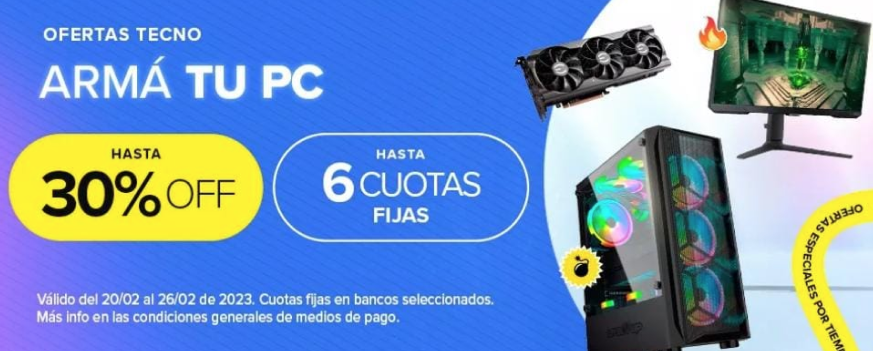 OFERTAS TECNO
ARMÁ TU PC
HASTA
30% OFF
HASTA
6 CUOTAS
FIJAS
Válido del 20/02 al 26/02 de 2023. Cuotas fijas en bancos seleccionados.
Más info en las condiciones generales de medios de pago.
OFERTAS ESPECIALES POR